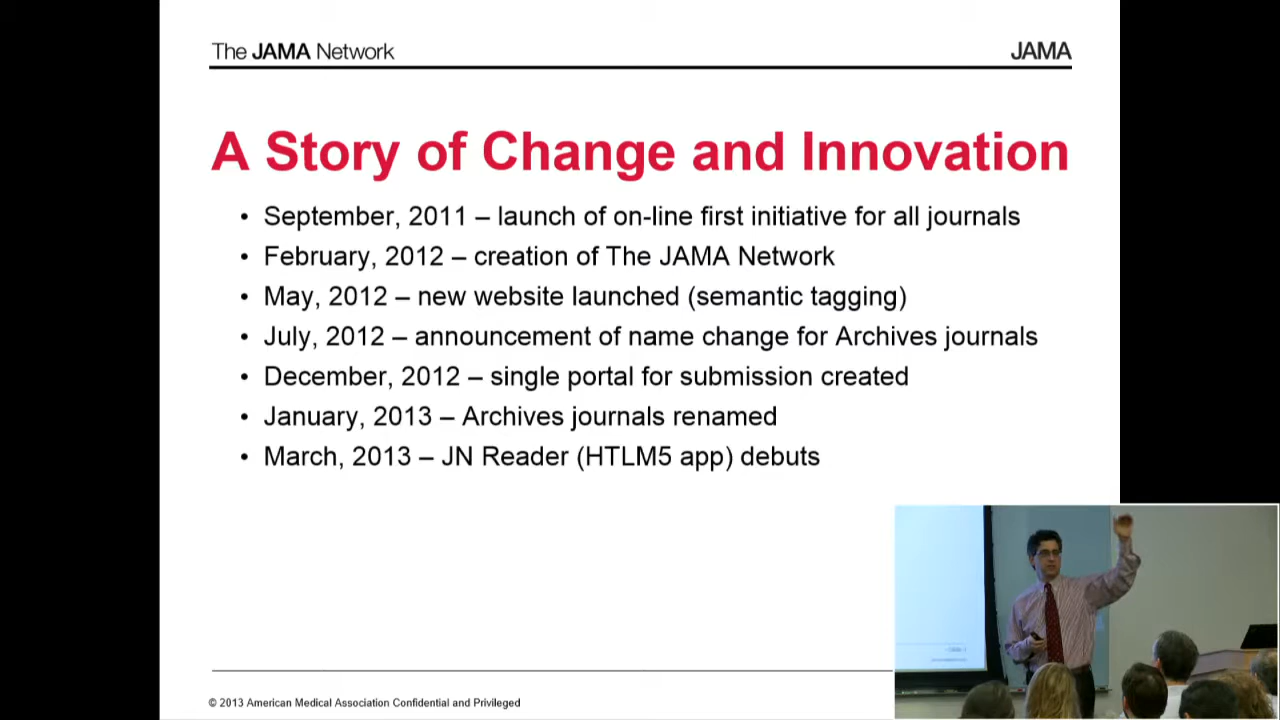 The JAMA Network JAMA
A Story of Change and Innovation
• September, 2011 – launch of on-line first initiative for all journals
• February, 2012 – creation of The JAMA Network
• May, 2012 – new website launched (semantic tagging)
• July, 2012 – announcement of name change for Archives journals
• December, 2012 – single portal for submission created
• January, 2013 – Archives journals renamed
• March, 2013 – JN Reader (HTLM5 app) debuts
© 2013 American Medical Association Confidential and Privileged